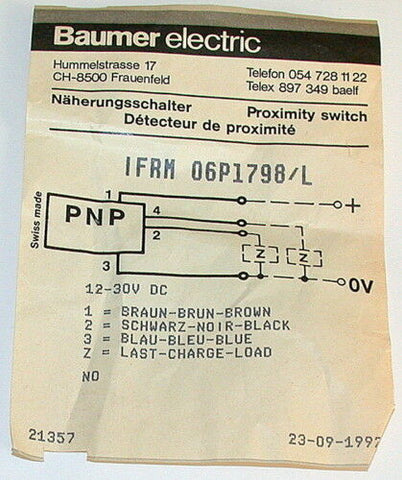 Baumer electric
Hummelstrasse 17
CH-8500 Frauenfeld
Telefon 054 728 11 22
Telex 897 349 baelf
Näherungsschalter Proximity switch
Détecteur de proximité
IFRM 06P1798/L
Swiss made
PNP
1
4
2
3
+
Z Z
0V
12-30V DC
1 = BRAUN-BRUN-BROWN
2 = SCHWARZ-NOIR-BLACK
3 = BLAU-BLEU-BLUE
Z = LAST-CHARGE-LOAD
NO
21357 23-09-1992